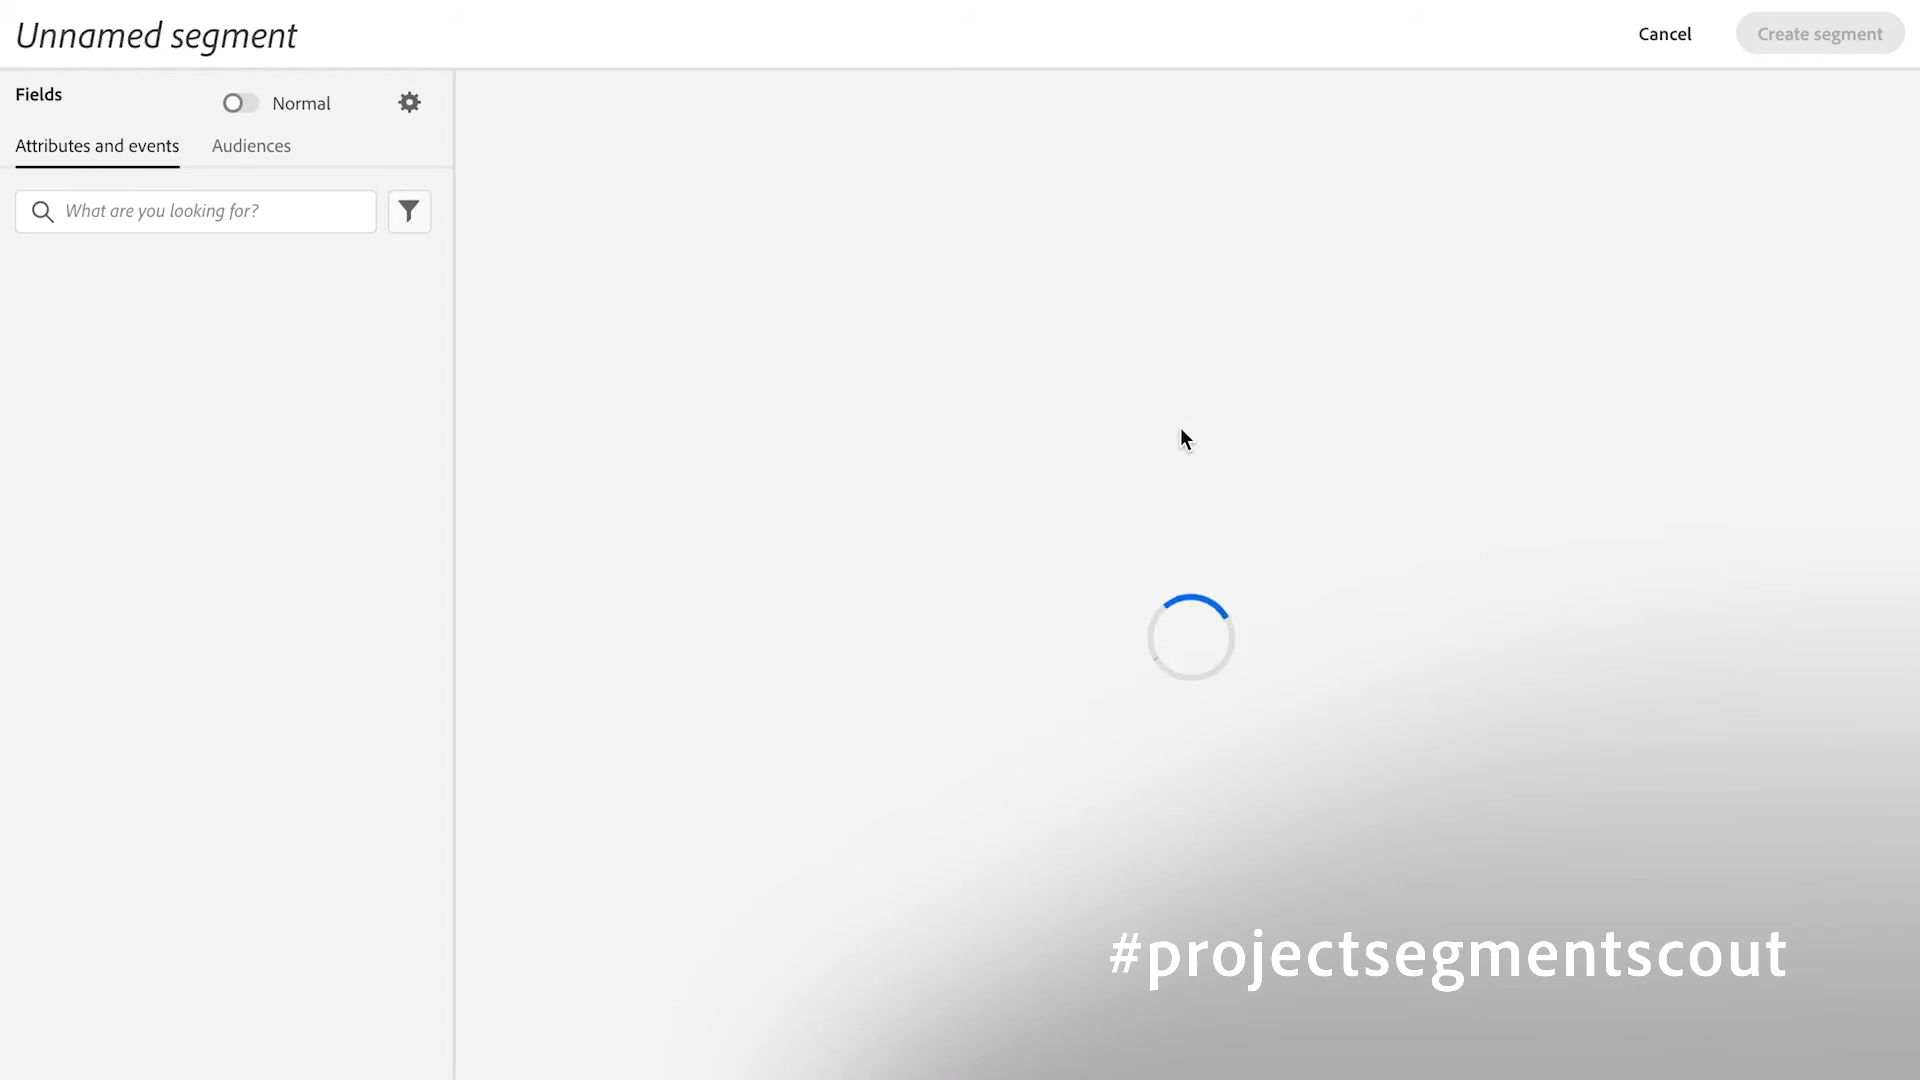 Unnamed segment
Cancel
Create segment
Fields
Normal
Attributes and events
Audiences
What are you looking for?
#projectsegmentscout